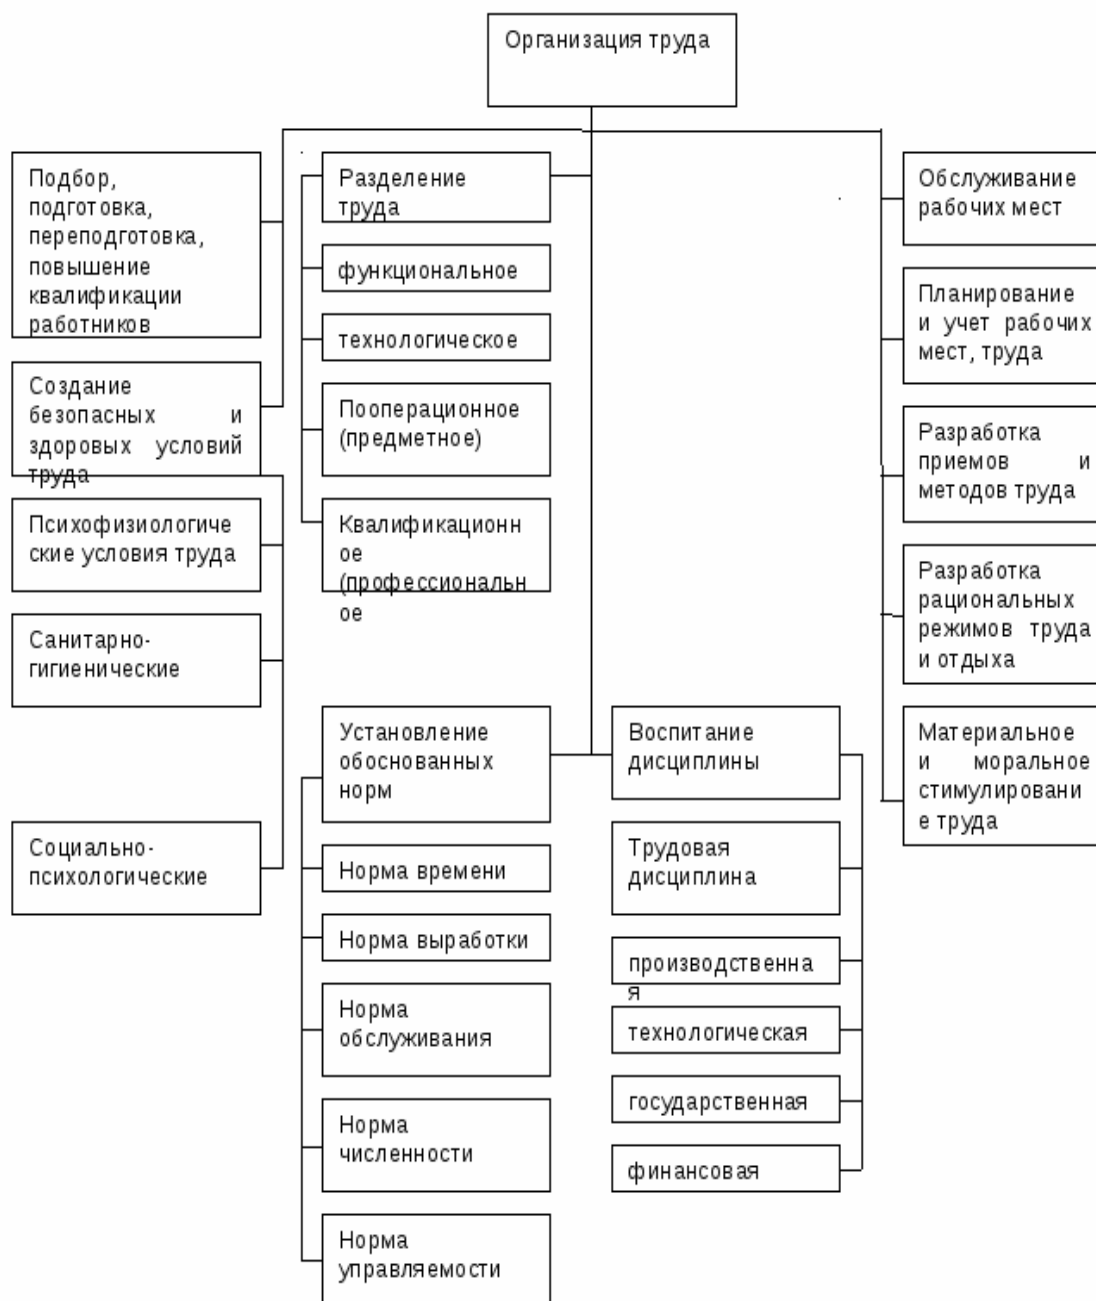 Организация труда
Подбор,
подготовка,
переподготовка,
повышение
квалификации
работников
Создание
безопасных и
здоровых условий
труда
Психофизиологиче
ские условия труда
Санитарно-
гигиенические
Социально-
психологические
Разделение
труда
функциональное
технологическое
Пооперационное
(предметное)
Квалификационн
ое
(профессиональн
ое
Установление
обоснованных
норм
Норма времени
Норма выработки
Норма
обслуживания
Норма
численности
Норма
управляемости
Воспитание
дисциплины
Трудовая
дисциплина
производственна
я
технологическая
государственная
финансовая
Обслуживание
рабочих мест
Планирование
и учет рабочих
мест, труда
Разработка
приемов и
методов труда
Разработка
рациональных
режимов труда
и отдыха
Материальное
и моральное
стимулировани
е труда